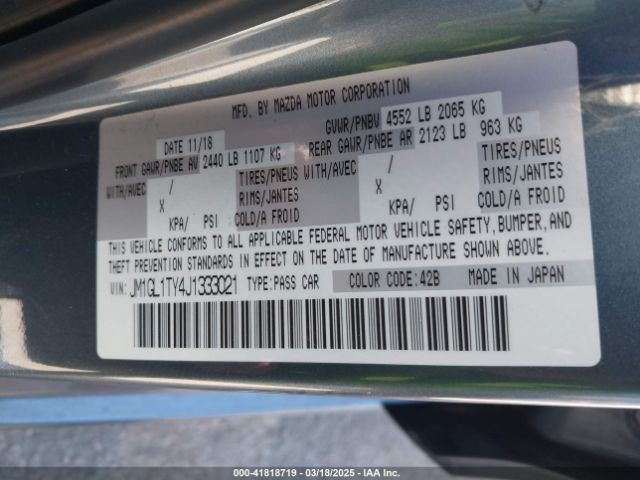 MFD. BY MAZDA MOTOR CORPORATION
DATE 11/18 GVWR/PNBV 4552 LB 2065 KG
FRONT GAWR/PNBE AV 2440 LB 1107 KG REAR GAWR/PNBE AR 2123 LB 963 KG
WITH/AVEC / TIRES/PNEUS WITH/AVEC / TIRES/PNEUS
X RIMS/JANTES X RIMS/JANTES
KPA/ PSI COLD/A FROID KPA/ PSI COLD/A FROID
THIS VEHICLE CONFORMS TO ALL APPLICABLE FEDERAL MOTOR VEHICLE SAFETY, BUMPER, AND
THEFT PREVENTION STANDARDS IN EFFECT ON THE DATE OF MANUFACTURE SHOWN ABOVE.
VIN: JM1GL1TY4J1333021 TYPE:PASS CAR COLOR CODE:42B MADE IN JAPAN
000-41818719 - 03/18/2025 - IAA Inc.